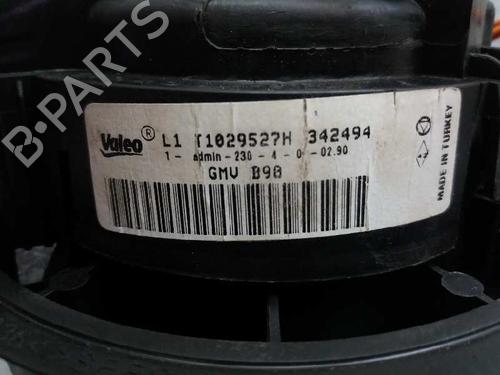 B-PARTS
Valeo ® L1 T1029527H 342494
1- admin-230-4-0--02.90
GMV B98
MADE IN TURKEY